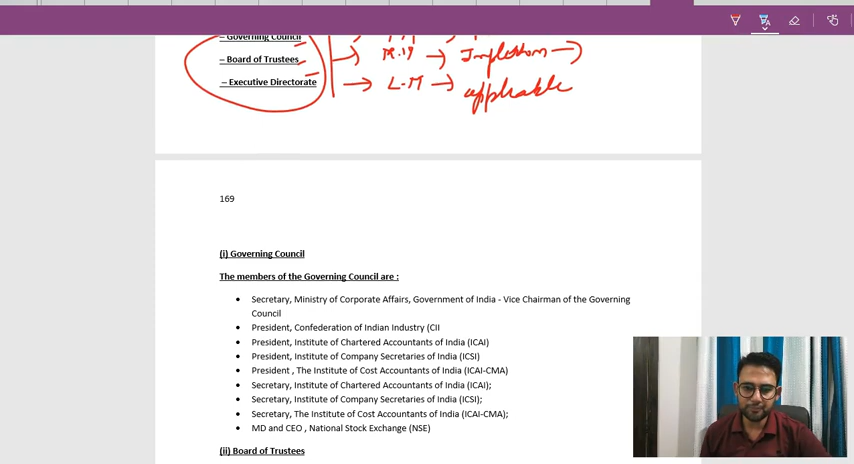 – Governing Council
– Board of Trustees
– Executive Directorate
L-M → applicable
169
(i) Governing Council
The members of the Governing Council are :
• Secretary, Ministry of Corporate Affairs, Government of India - Vice Chairman of the Governing
Council
• President, Confederation of Indian Industry (CII
• President, Institute of Chartered Accountants of India (ICAI)
• President, Institute of Company Secretaries of India (ICSI)
• President , The Institute of Cost Accountants of India (ICAI-CMA)
• Secretary, Institute of Chartered Accountants of India (ICAI);
• Secretary, Institute of Company Secretaries of India (ICSI);
• Secretary, The Institute of Cost Accountants of India (ICAI-CMA);
• MD and CEO , National Stock Exchange (NSE)
(ii) Board of Trustees